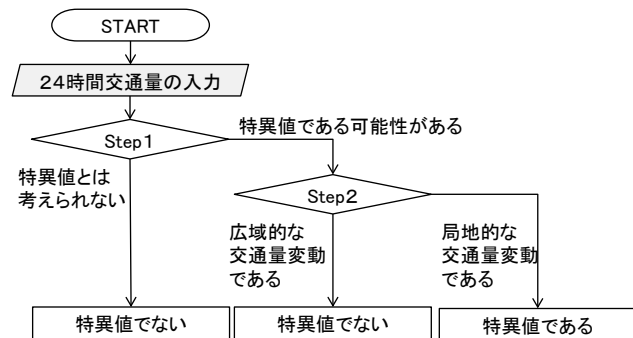 START
24時間交通量の入力
Step1
特異値である可能性がある
特異値とは
考えられない
Step2
広域的な
交通量変動
である
局地的な
交通量変動
である
特異値でない
特異値でない
特異値である